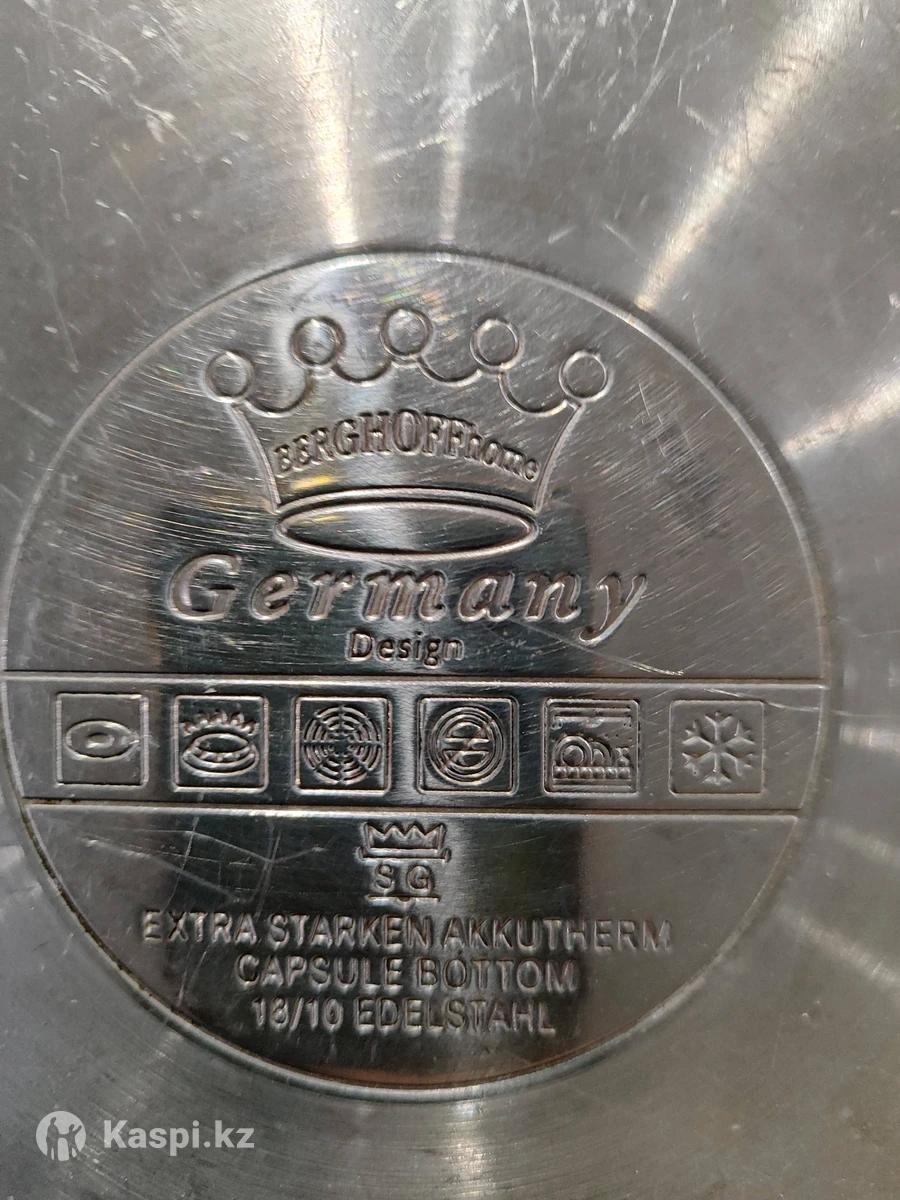 BERGHOFFhome
Germany
Design
SG
EXTRA STARKEN AKKUTHERM
CAPSULE BOTTOM
18/10 EDELSTAHL
Kaspi.kz